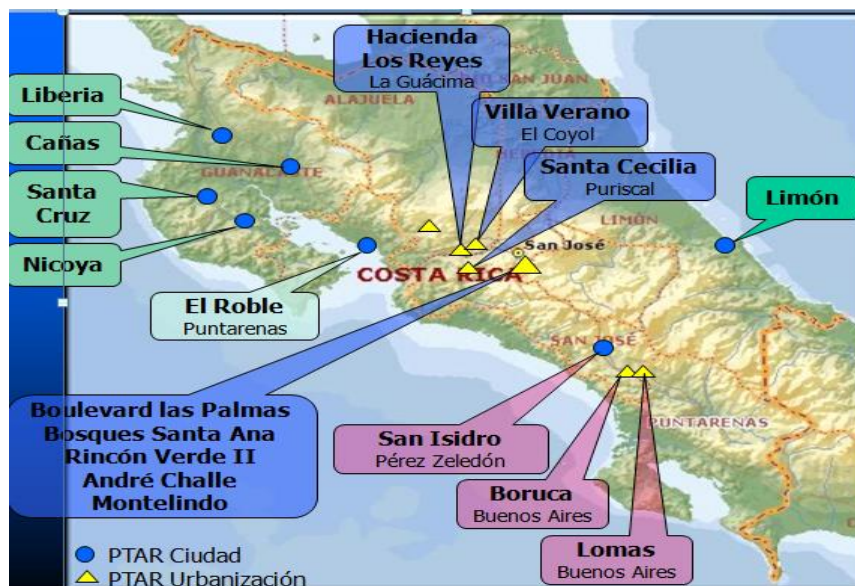 Hacienda
Los Reyes
La Guácima
Liberia
ALAJUELA
Villa Verano
El Coyol
Cañas
Santa Cecilia
Puriscal
GUANACASTE
Santa
Cruz
Limón
LIMÓN
San José
Nicoya
COSTA RICA
El Roble
Puntarenas
SAN JOSÉ
Boulevard las Palmas
Bosques Santa Ana
Rincón Verde II
André Challe
Montelindo
PUNTARENAS
San Isidro
Pérez Zeledón
Boruca
Buenos Aires
Lomas
Buenos Aires
PTAR Ciudad
PTAR Urbanización